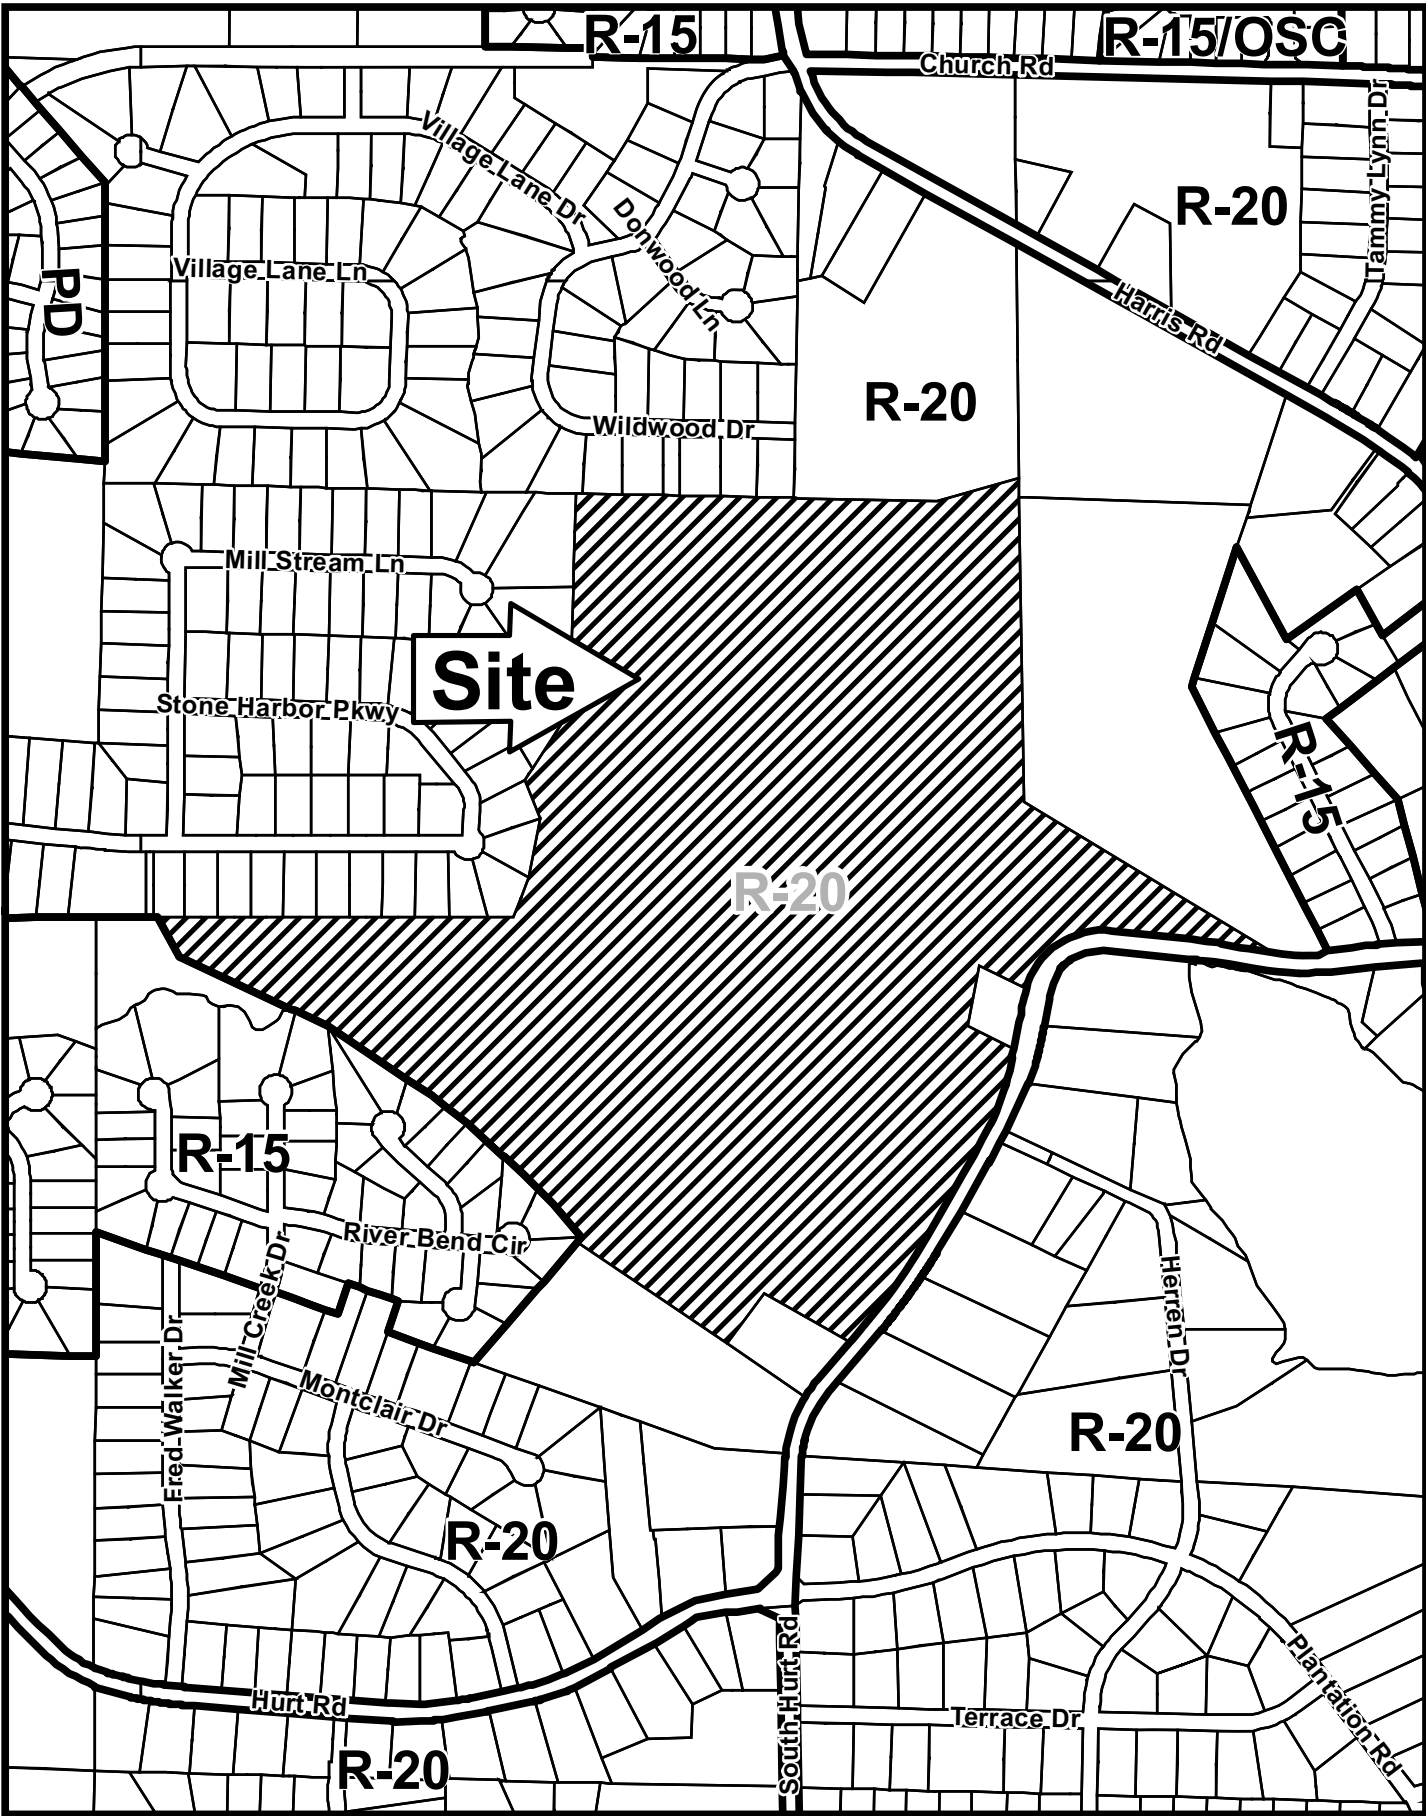 R-15
R-15/OSC
Church Rd
Tammy Lynn Dr
Village Lane Dr
Donwood Ln
R-20
Village Lane Ln
PD
Harris Rd
R-20
Wildwood Dr
Mill Stream Ln
Site
Stone Harbor Pkwy
R-15
R-20
R-15
River Bend Cir
Mill Creek Dr
Herren Dr
Fred Walker Dr
Montclair Dr
R-20
R-20
Plantation Rd
South Hurt Rd
Hurt Rd
Terrace Dr
R-20